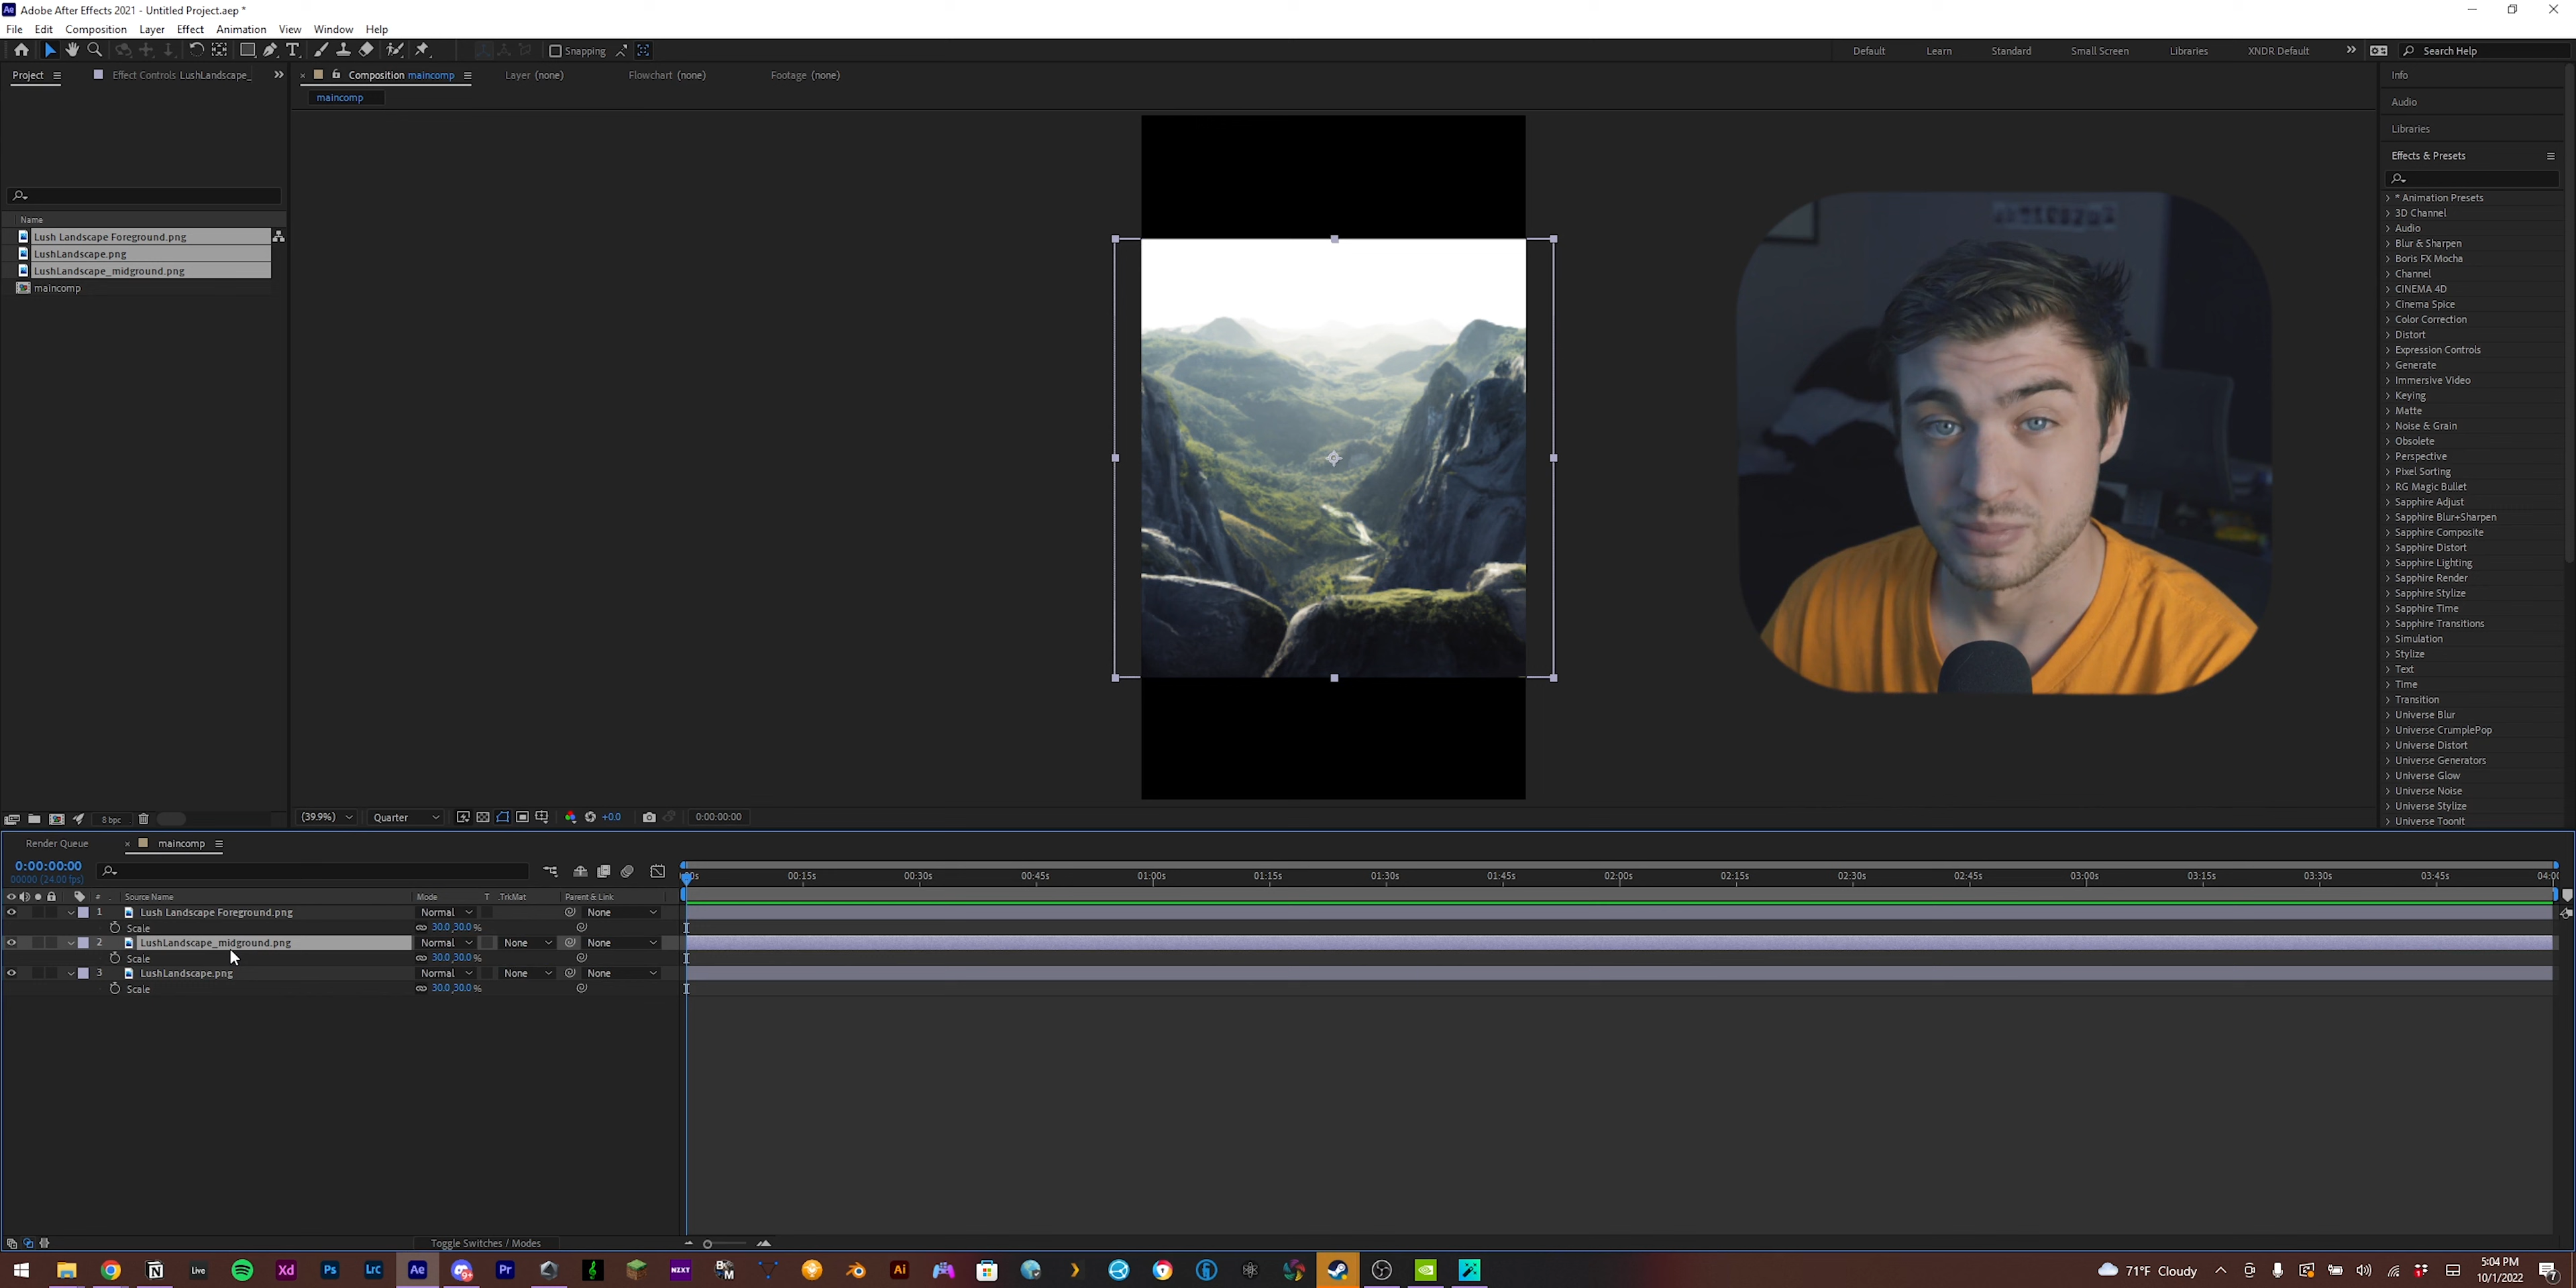 Adobe After Effects 2021 - Untitled Project.aep *
File Edit Composition Layer Effect Animation View Window Help
Snapping Default Learn Standard Small Screen Libraries XNDR Default Search Help
Project Effect Controls LushLandscape_ Composition maincomp Layer (none) Flowchart (none) Footage (none) Info
maincomp
Audio
Libraries
Effects & Presets
Name
Lush Landscape Foreground.png
LushLandscape.png
LushLandscape_midground.png
maincomp
* Animation Presets
3D Channel
Audio
Blur & Sharpen
Boris FX Mocha
Channel
CINEMA 4D
Cinema Spice
Color Correction
Distort
Expression Controls
Generate
Immersive Video
Keying
Matte
Noise & Grain
Obsolete
Perspective
Pixel Sorting
RG Magic Bullet
Sapphire Adjust
Sapphire Blur+Sharpen
Sapphire Composite
Sapphire Distort
Sapphire Lighting
Sapphire Render
Sapphire Stylize
Sapphire Time
Sapphire Transitions
Simulation
Stylize
Text
Time
Transition
Universe Blur
Universe CrumplePop
Universe Distort
Universe Generators
Universe Glow
Universe Noise
Universe Stylize
Universe ToonIt
8 bpc (39.9%) Quarter +0.0 0:00:00:00
Render Queue maincomp
0:00:00:00
00000 (24.00 fps)
00:15s 00:30s 00:45s 01:00s 01:15s 01:30s 01:45s 02:00s 02:15s 02:30s 02:45s 03:00s 03:15s 03:30s 03:45s 04:00
# Source Name Mode T .TrkMat Parent & Link
1 Lush Landscape Foreground.png Normal None
Scale 30.0,30.0 %
2 LushLandscape_midground.png Normal None None
Scale 30.0,30.0 %
3 LushLandscape.png Normal None None
Scale 30.0,30.0 %
Toggle Switches / Modes
Live Xd Ps Lrc Ae 9+ Pr NZXT Ai 71°F Cloudy 5:04 PM
10/1/2022